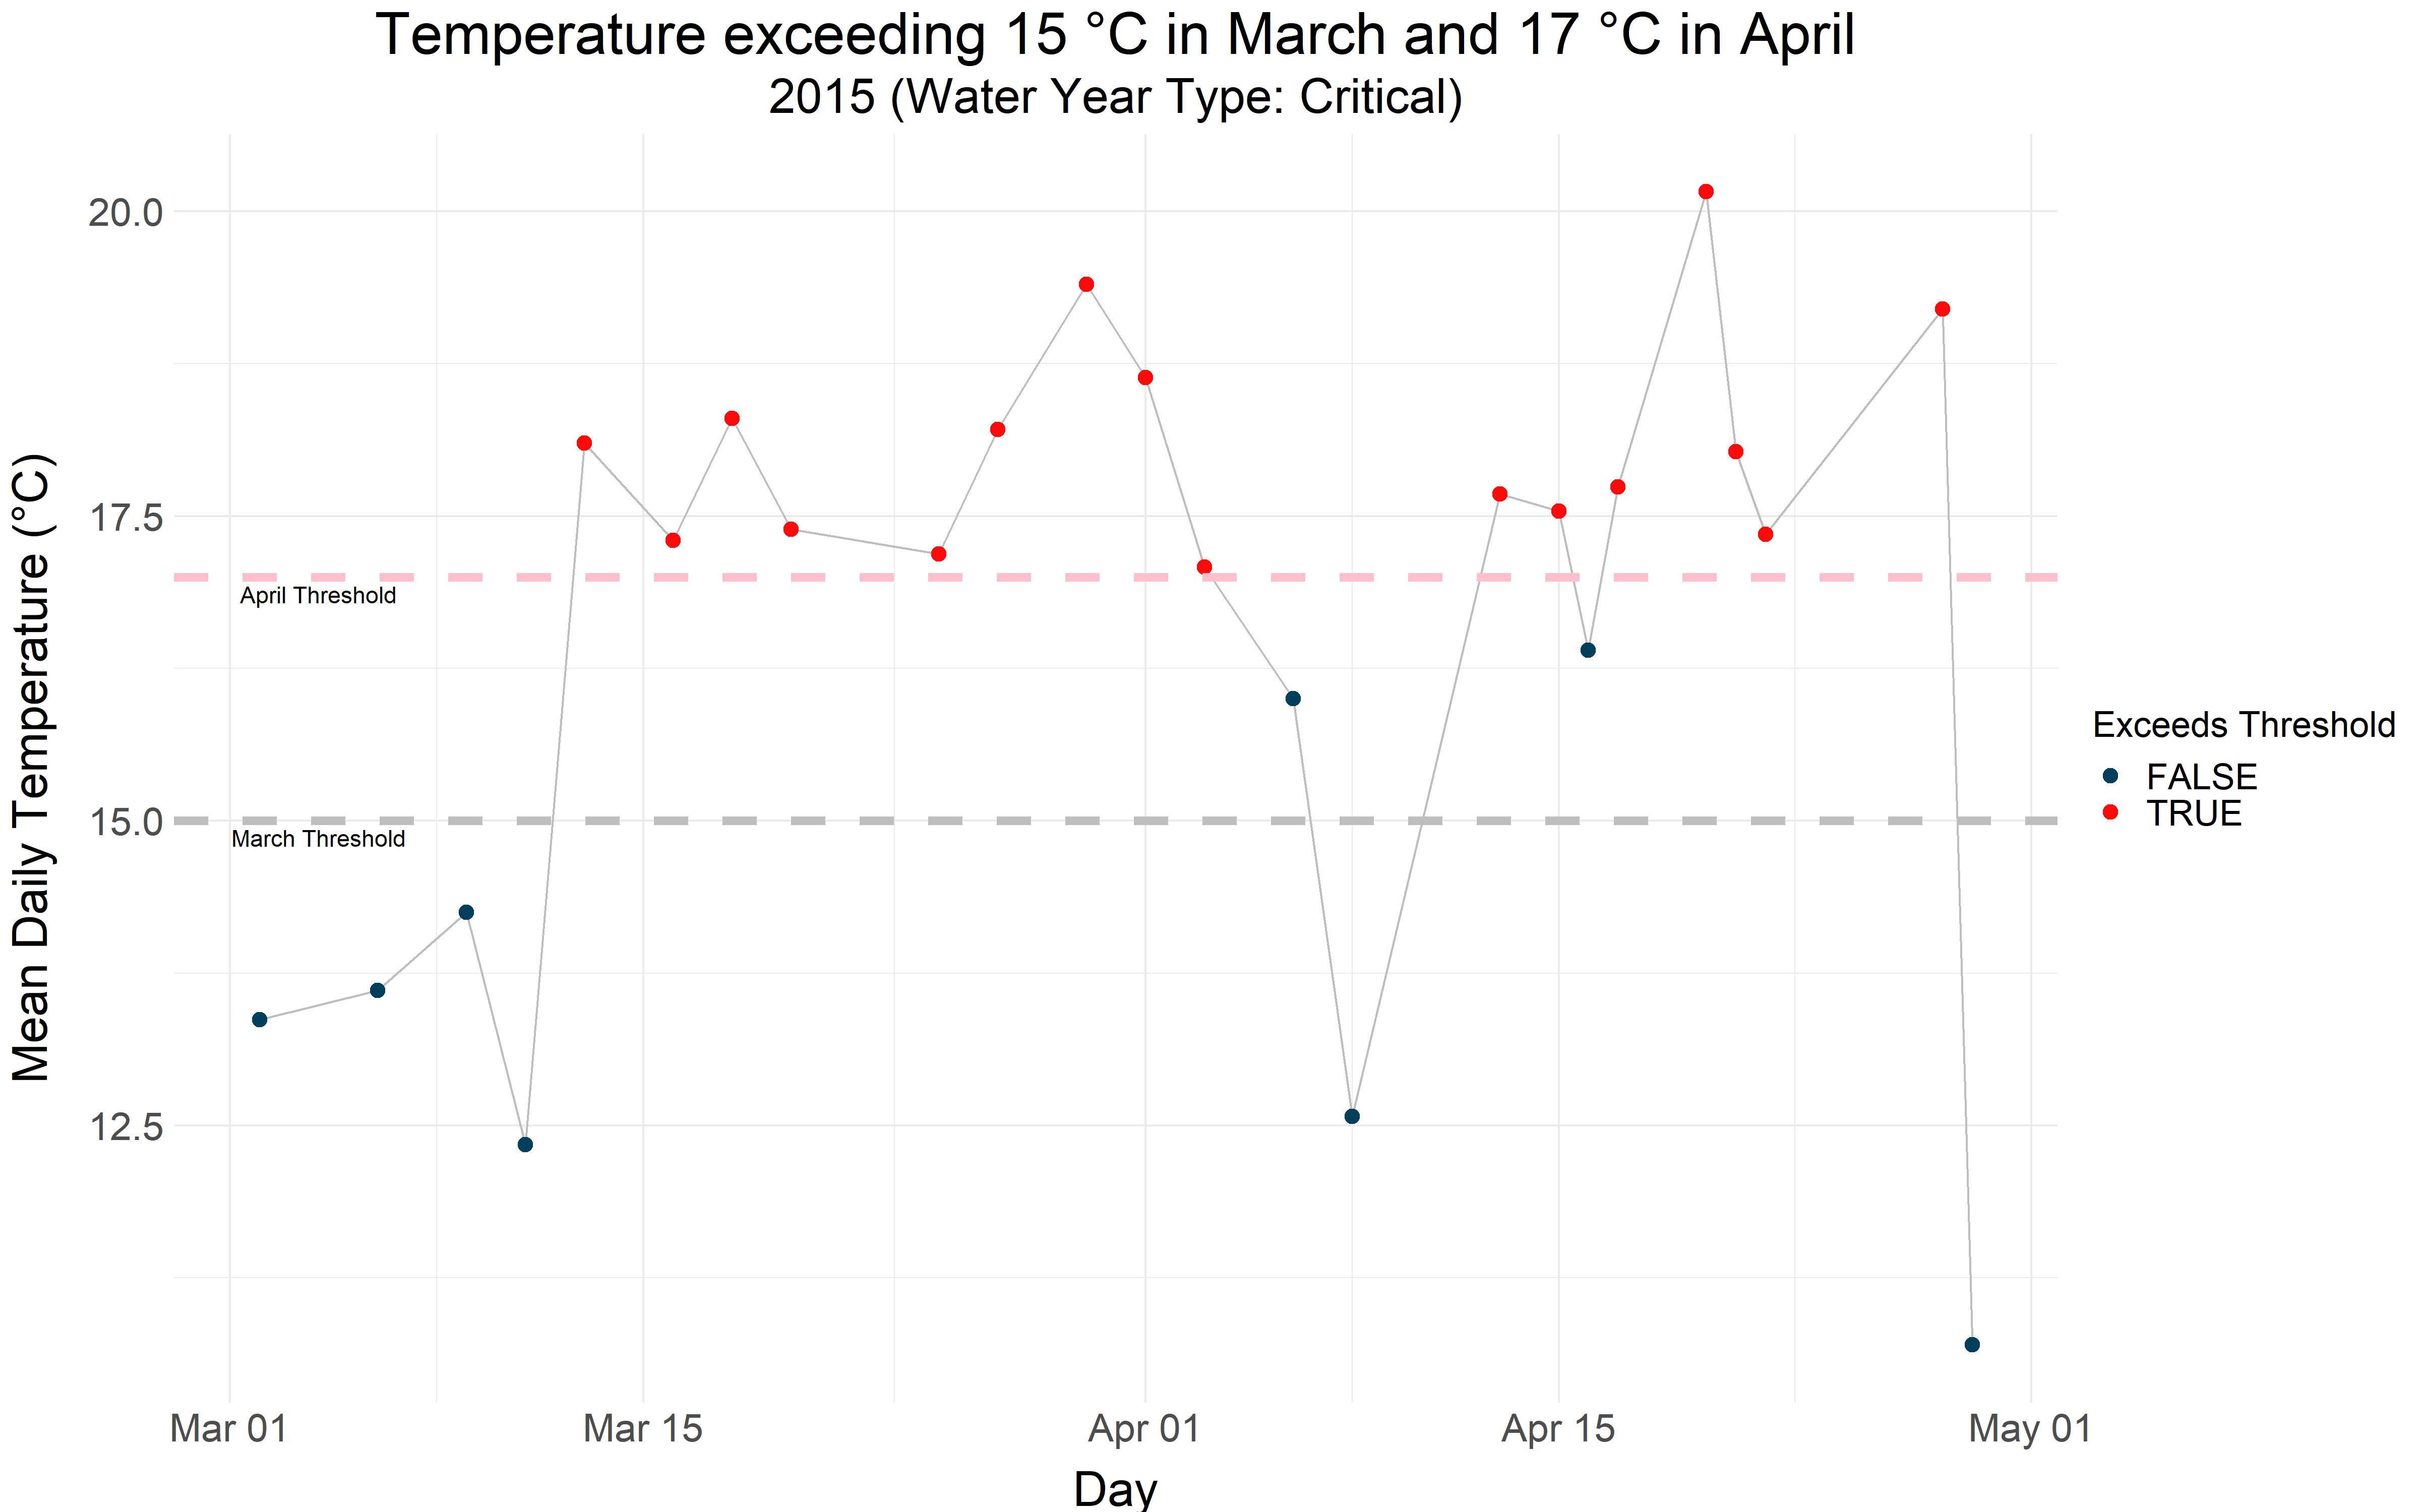 Temperature exceeding 15 °C in March and 17 °C in April
2015 (Water Year Type: Critical)
Mean Daily Temperature (°C)
20.0
17.5
15.0
12.5
April Threshold
March Threshold
Exceeds Threshold
FALSE
TRUE
Mar 01
Mar 15
Apr 01
Apr 15
May 01
Day